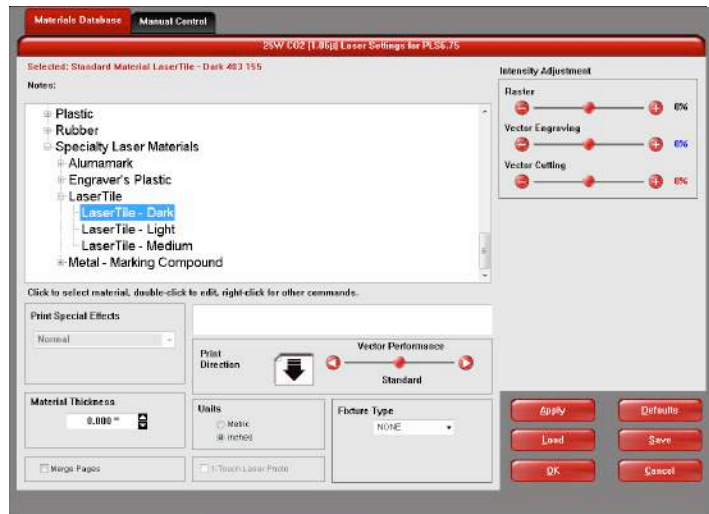 Materials Database
Manual Control
25W CO2 [1.06µ] Laser Settings for PLS6.75
Selected: Standard Material LaserTile - Dark 403 155
Notes:
Plastic
Rubber
Specialty Laser Materials
Alumamark
Engraver's Plastic
LaserTile
LaserTile - Dark
LaserTile - Light
LaserTile - Medium
Metal - Marking Compound
Click to select material, double-click to edit, right-click for other commands.
Intensity Adjustment
Raster
0%
Vector Engraving
0%
Vector Cutting
0%
Print Special Effects
Normal
Print
Direction
Vector Performance
Standard
Material Thickness
0.000 "
Units
Metric
Inches
Fixture Type
NONE
Merge Pages
1-Touch Laser Photo
Apply
Defaults
Load
Save
OK
Cancel